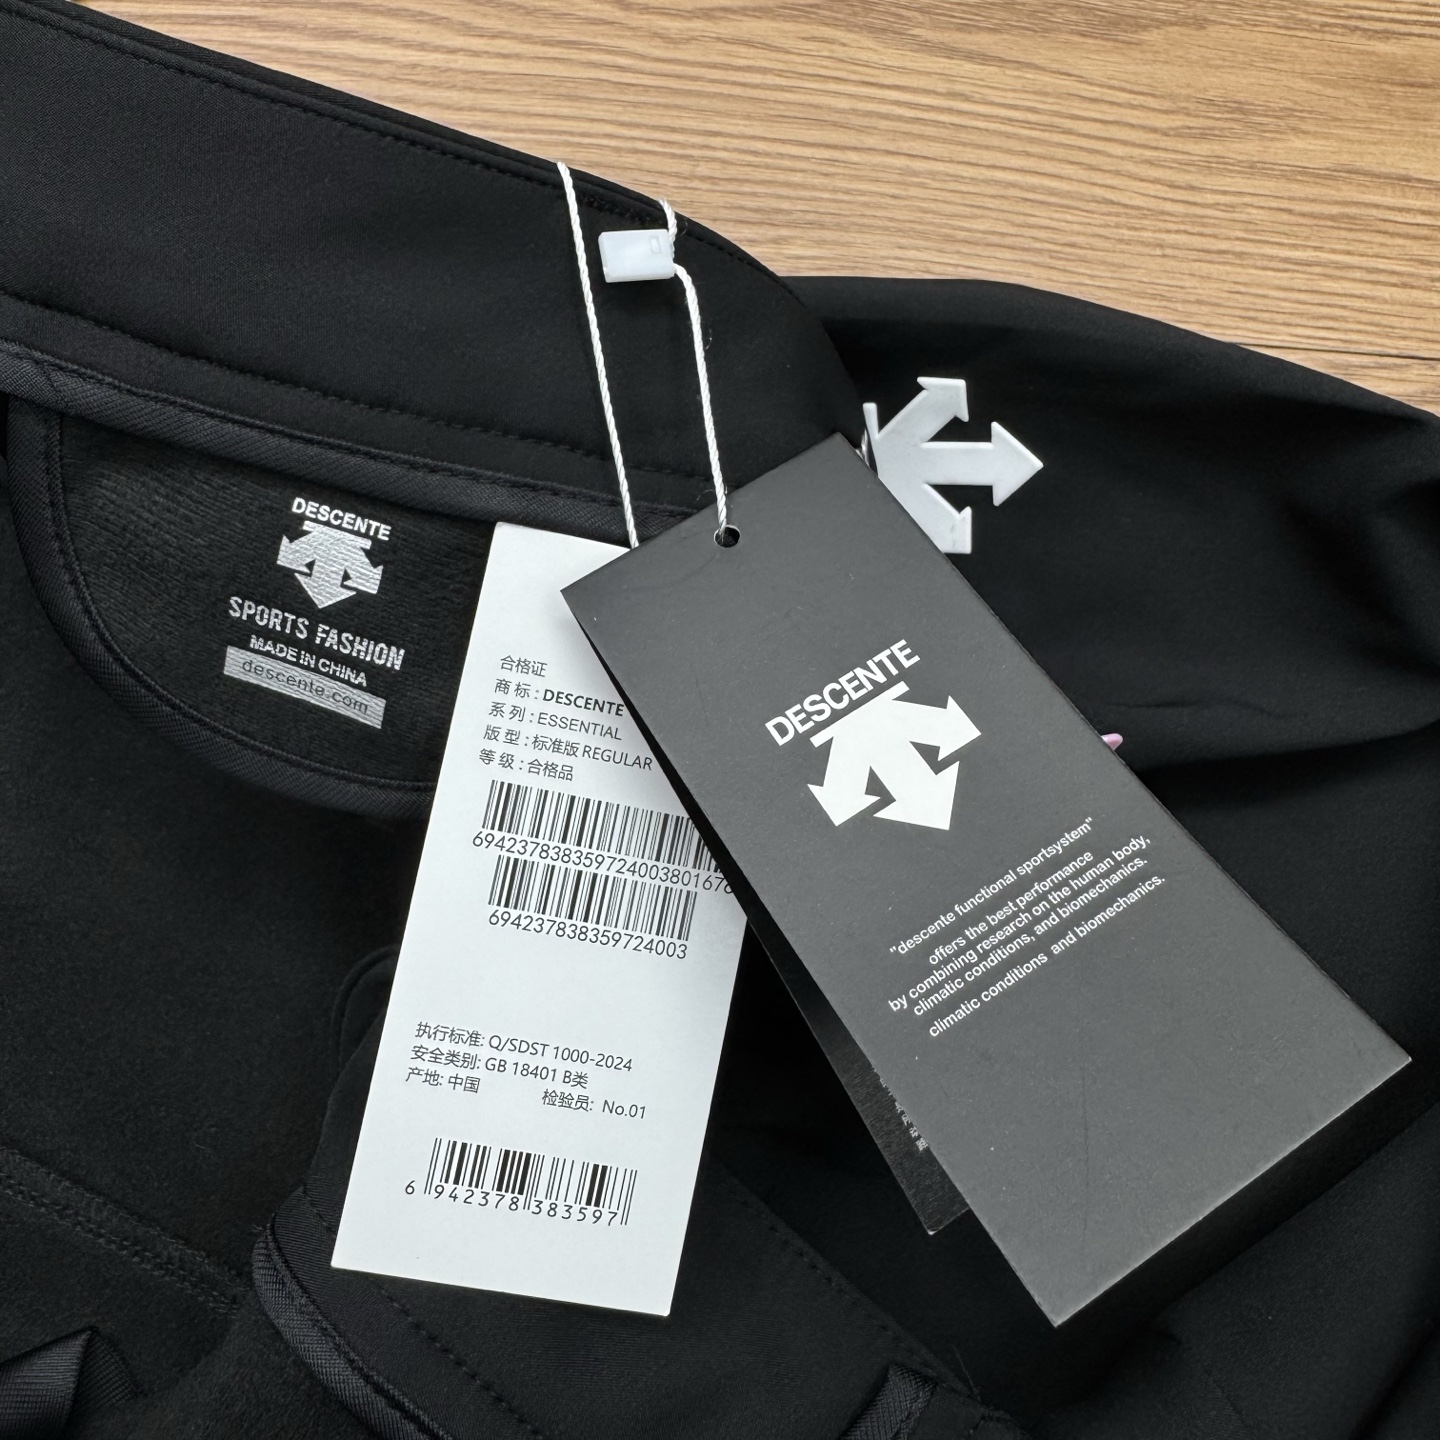 DESCENTE
SPORTS FASHION
MADE IN CHINA
descente.com
合格证
商 标 : DESCENTE
系 列 : ESSENTIAL
版 型 : 标准版 REGULAR
等 级 : 合格品
69423783835972400380167
694237838359724003
执行标准: Q/SDST 1000-2024
安全类别: GB 18401 B类
产地: 中国 检验员: No.01
6 942378 383597
DESCENTE
"descente functional sportsystem"
offers the best performance
by combining research on the human body,
climatic conditions, and biomechanics.
climatic conditions and biomechanics.